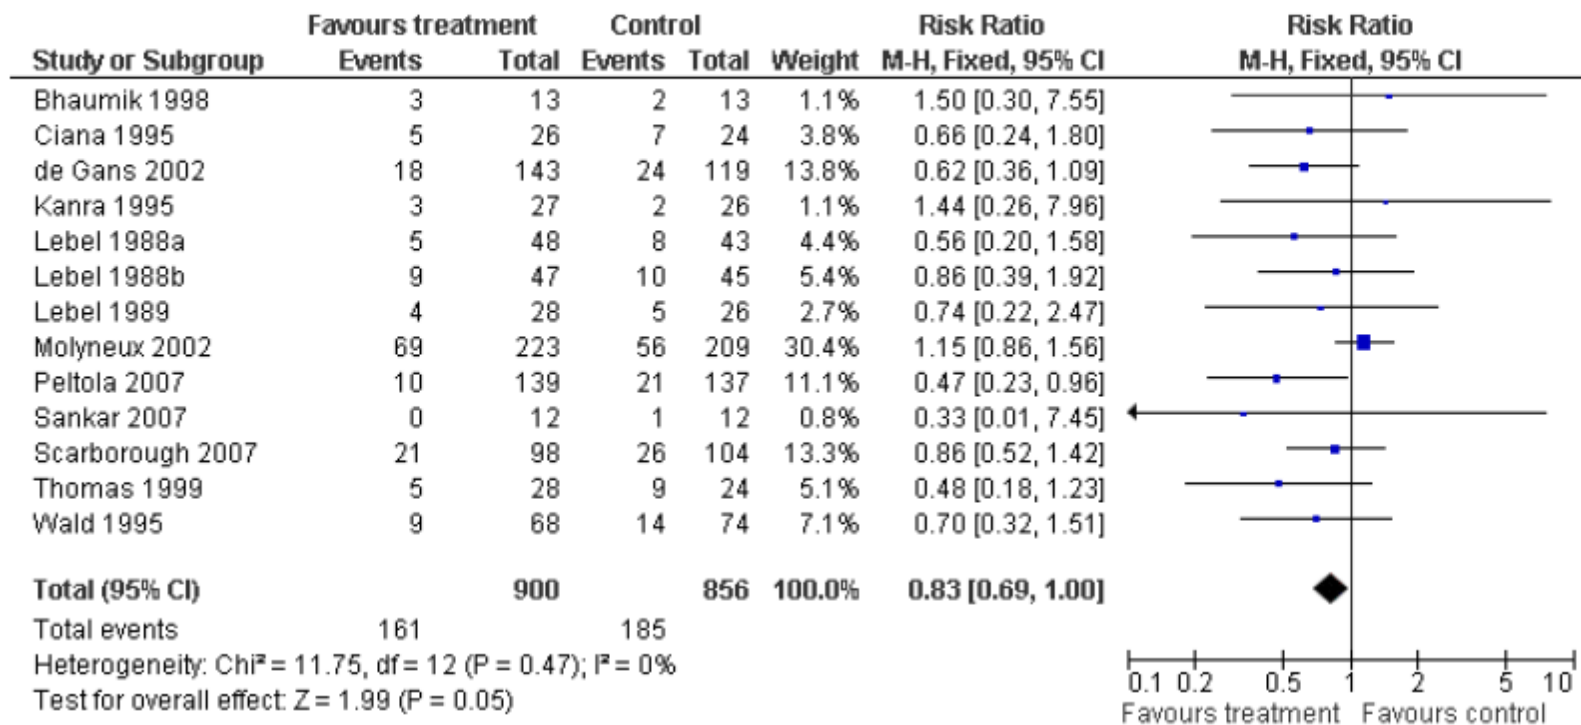 Favours treatment Control Risk Ratio Risk Ratio
Study or Subgroup Events Total Events Total Weight M-H, Fixed, 95% CI M-H, Fixed, 95% CI
Bhaumik 1998 3 13 2 13 1.1% 1.50 [0.30, 7.55]
Ciana 1995 5 26 7 24 3.8% 0.66 [0.24, 1.80]
de Gans 2002 18 143 24 119 13.8% 0.62 [0.36, 1.09]
Kanra 1995 3 27 2 26 1.1% 1.44 [0.26, 7.96]
Lebel 1988a 5 48 8 43 4.4% 0.56 [0.20, 1.58]
Lebel 1988b 9 47 10 45 5.4% 0.86 [0.39, 1.92]
Lebel 1989 4 28 5 26 2.7% 0.74 [0.22, 2.47]
Molyneux 2002 69 223 56 209 30.4% 1.15 [0.86, 1.56]
Peltola 2007 10 139 21 137 11.1% 0.47 [0.23, 0.96]
Sankar 2007 0 12 1 12 0.8% 0.33 [0.01, 7.45]
Scarborough 2007 21 98 26 104 13.3% 0.86 [0.52, 1.42]
Thomas 1999 5 28 9 24 5.1% 0.48 [0.18, 1.23]
Wald 1995 9 68 14 74 7.1% 0.70 [0.32, 1.51]
Total (95% CI) 900 856 100.0% 0.83 [0.69, 1.00]
Total events 161 185
Heterogeneity: Chi² = 11.75, df = 12 (P = 0.47); I² = 0%
Test for overall effect: Z = 1.99 (P = 0.05)
0.1 0.2 0.5 1 2 5 10
Favours treatment Favours control